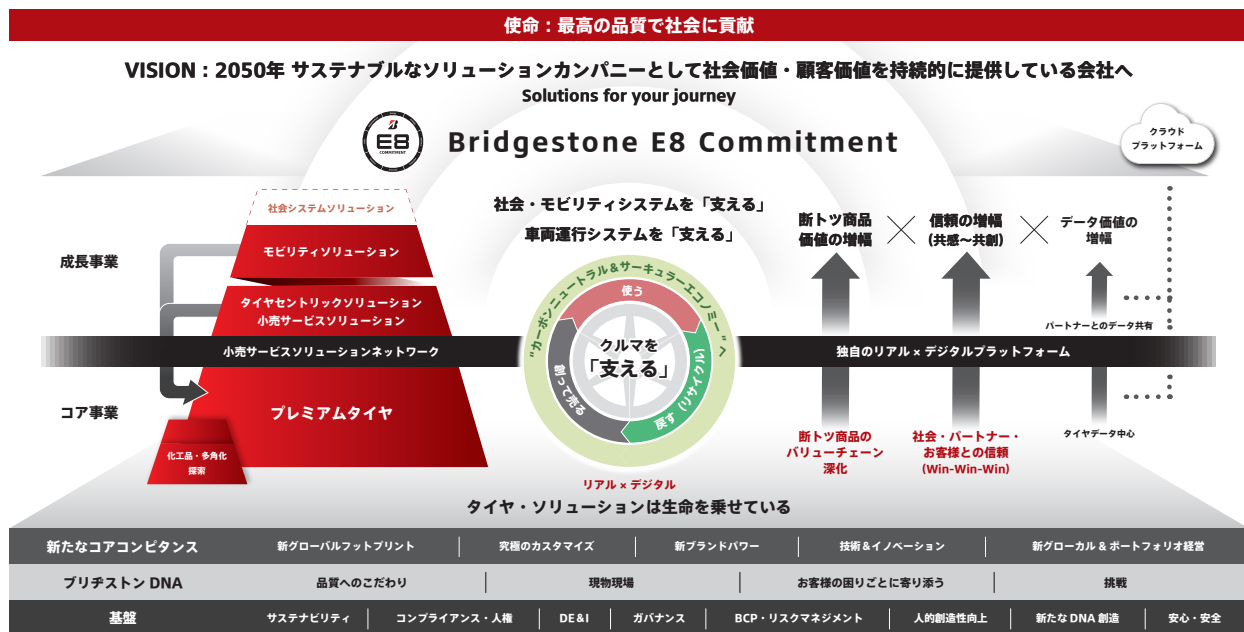 使命：最高の品質で社会に貢献
VISION：2050年 サステナブルなソリューションカンパニーとして社会価値・顧客価値を持続的に提供している会社へ
Solutions for your journey
E8
COMMITMENT
Bridgestone E8 Commitment
クラウド
プラットフォーム
社会システムソリューション
モビリティソリューション
成長事業
タイヤセントリックソリューション
小売サービスソリューション
小売サービスソリューションネットワーク
コア事業
プレミアムタイヤ
化工品・多角化
探索
社会・モビリティシステムを「支える」
車両運行システムを「支える」
"カーボンニュートラル&サーキュラーエコノミー"へ
使う
クルマを
「支える」
創って売る
戻す（リサイクル）
リアル×デジタル
タイヤ・ソリューションは生命を乗せている
断トツ商品
価値の増幅
信頼の増幅
（共感～共創）
データ価値の
増幅
パートナーとのデータ共有
独自のリアル×デジタルプラットフォーム
断トツ商品の
バリューチェーン
深化
社会・パートナー・
お客様との信頼
(Win-Win-Win)
タイヤデータ中心
新たなコアコンピタンス
新グローバルフットプリント
究極のカスタマイズ
新ブランドパワー
技術&イノベーション
新グローカル&ポートフォリオ経営
ブリヂストン DNA
品質へのこだわり
現物現場
お客様の困りごとに寄り添う
挑戦
基盤
サステナビリティ
コンプライアンス・人権
DE&I
ガバナンス
BCP・リスクマネジメント
人的創造性向上
新たな DNA 創造
安心・安全